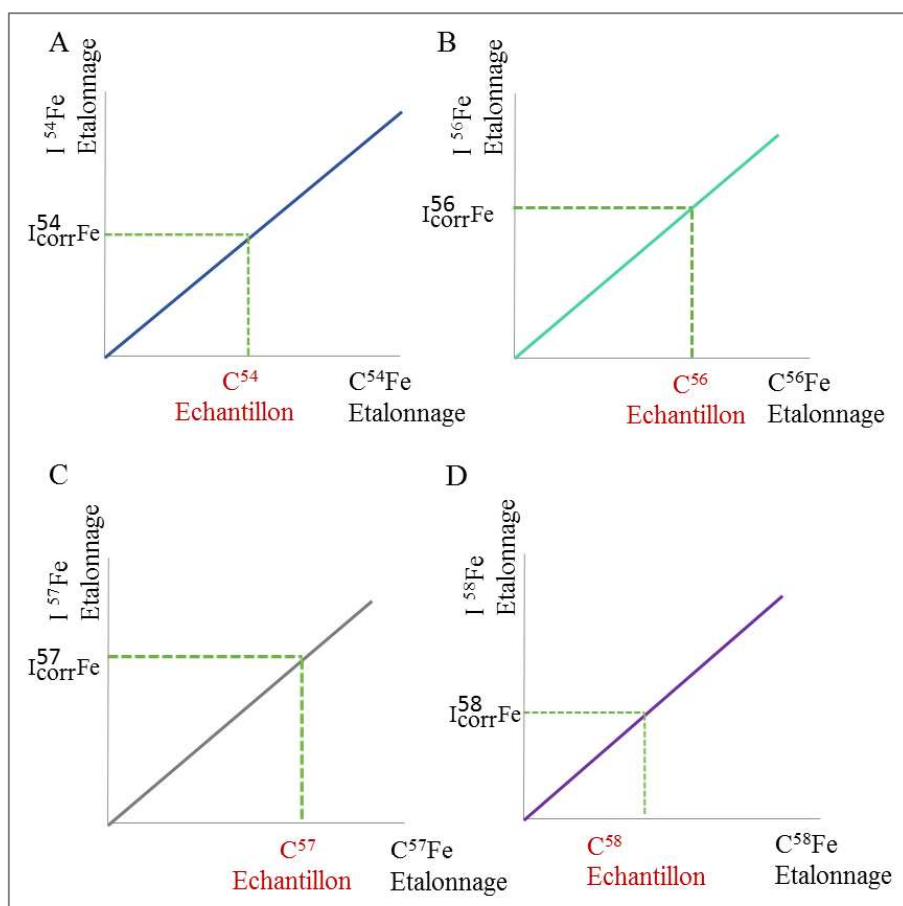 A
I ⁵⁴Fe
Etalonnage
I⁵⁴corrFe
C⁵⁴
Echantillon
C⁵⁴Fe
Etalonnage
B
I ⁵⁶Fe
Etalonnage
I⁵⁶corrFe
C⁵⁶
Echantillon
C⁵⁶Fe
Etalonnage
C
I ⁵⁷Fe
Etalonnage
I⁵⁷corrFe
C⁵⁷
Echantillon
C⁵⁷Fe
Etalonnage
D
I ⁵⁸Fe
Etalonnage
I⁵⁸corrFe
C⁵⁸
Echantillon
C⁵⁸Fe
Etalonnage